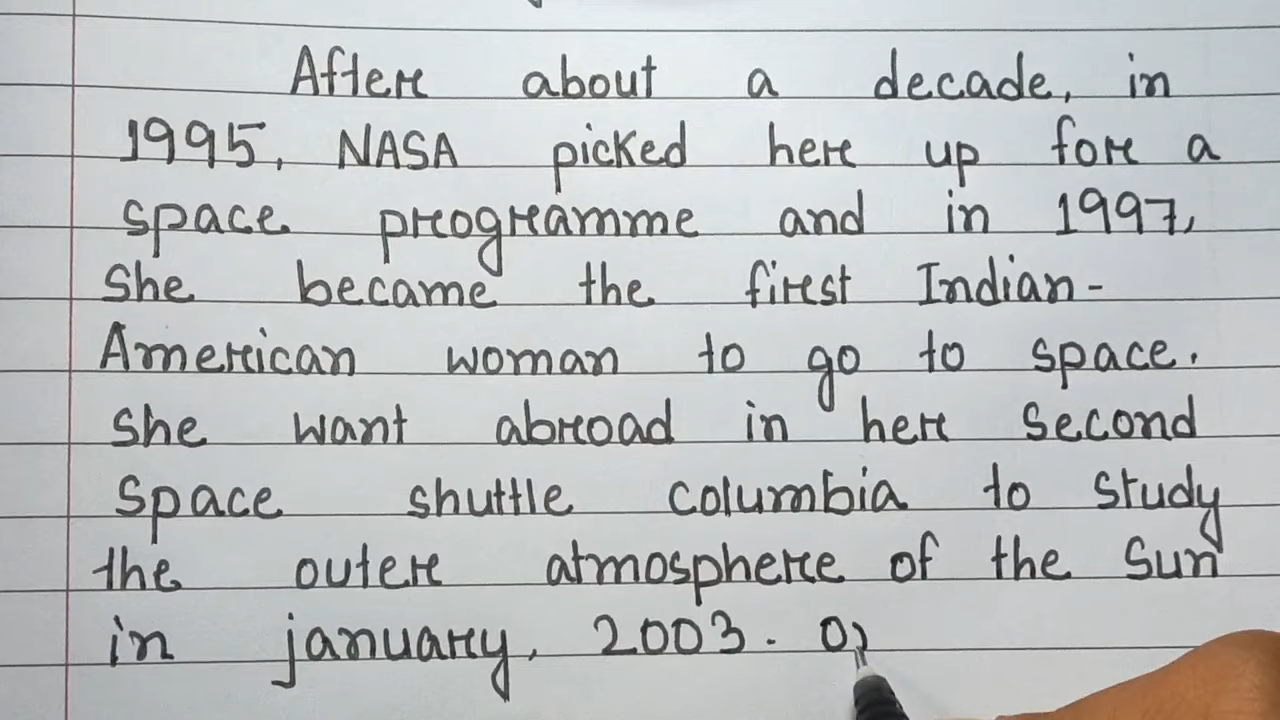 After about a decade, in
1995, NASA picked her up for a
space programme and in 1997,
She became the first Indian-
American woman to go to space.
She want abroad in her second
Space shuttle columbia to study
the outer atmosphere of the Sun
in january, 2003.